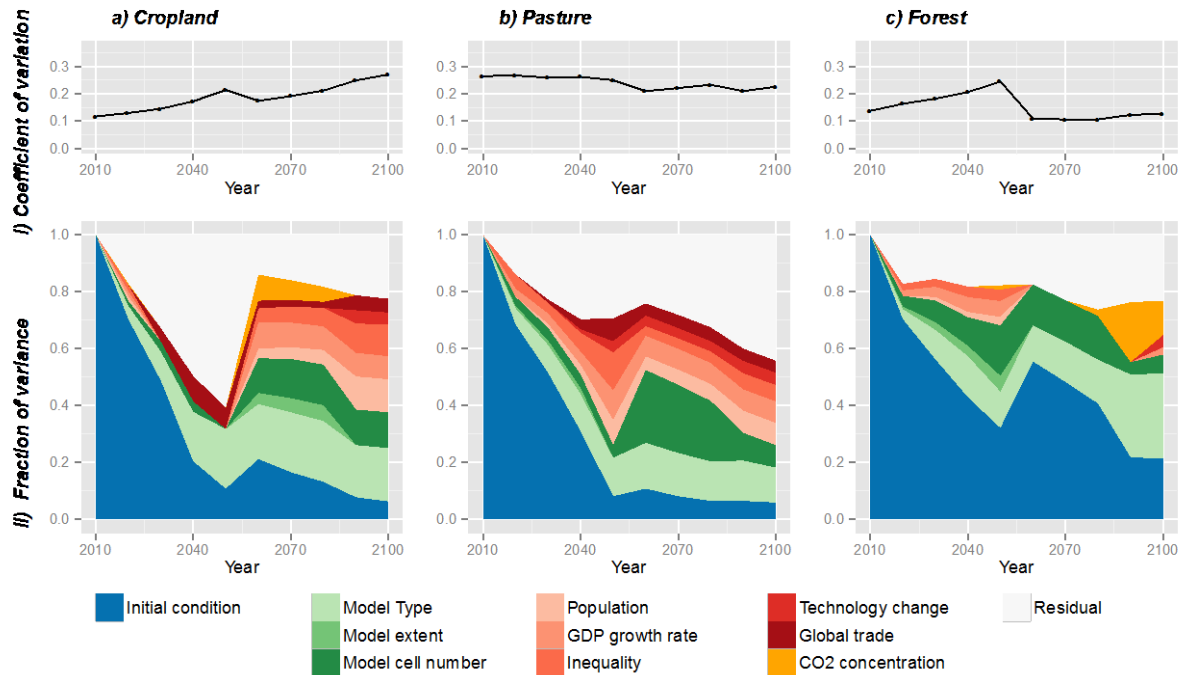 a) Cropland
b) Pasture
c) Forest
I) Coefficient of variation
0.3
0.2
0.1
0.0
2010 2040 2070 2100
Year
0.3
0.2
0.1
0.0
2010 2040 2070 2100
Year
0.3
0.2
0.1
0.0
2010 2040 2070 2100
Year
II) Fraction of variance
1.0
0.8
0.6
0.4
0.2
0.0
2010 2040 2070 2100
Year
1.0
0.8
0.6
0.4
0.2
0.0
2010 2040 2070 2100
Year
1.0
0.8
0.6
0.4
0.2
0.0
2010 2040 2070 2100
Year
Initial condition
Model Type
Model extent
Model cell number
Population
GDP growth rate
Inequality
Technology change
Global trade
CO2 concentration
Residual